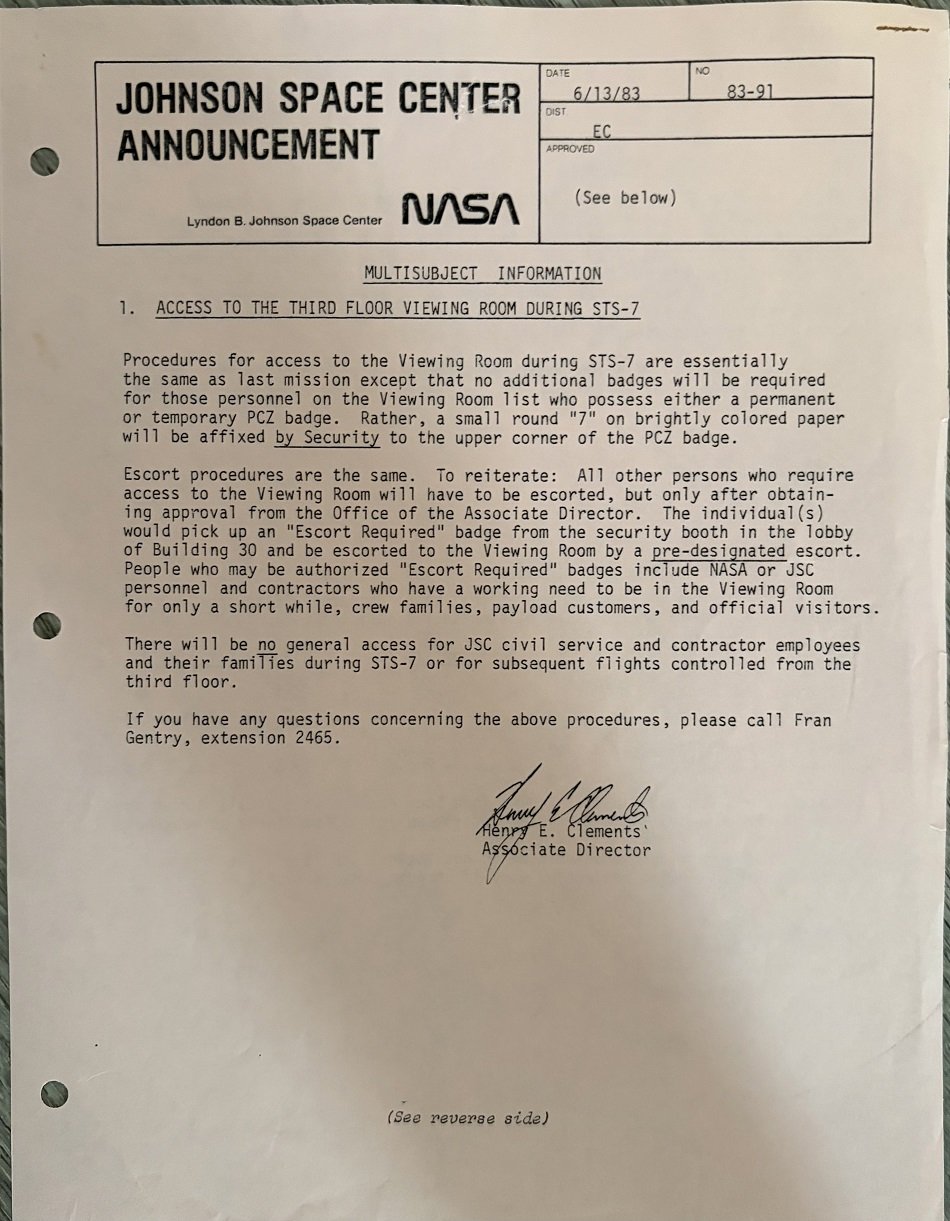 JOHNSON SPACE CENTER
ANNOUNCEMENT
Lyndon B. Johnson Space Center NASA
DATE
6/13/83
NO
83-91
DIST
EC
APPROVED
(See below)
MULTISUBJECT INFORMATION
1. ACCESS TO THE THIRD FLOOR VIEWING ROOM DURING STS-7
Procedures for access to the Viewing Room during STS-7 are essentially
the same as last mission except that no additional badges will be required
for those personnel on the Viewing Room list who possess either a permanent
or temporary PCZ badge. Rather, a small round "7" on brightly colored paper
will be affixed by Security to the upper corner of the PCZ badge.
Escort procedures are the same. To reiterate: All other persons who require
access to the Viewing Room will have to be escorted, but only after obtain-
ing approval from the Office of the Associate Director. The individual(s)
would pick up an "Escort Required" badge from the security booth in the lobby
of Building 30 and be escorted to the Viewing Room by a pre-designated escort.
People who may be authorized "Escort Required" badges include NASA or JSC
personnel and contractors who have a working need to be in the Viewing Room
for only a short while, crew families, payload customers, and official visitors.
There will be no general access for JSC civil service and contractor employees
and their families during STS-7 or for subsequent flights controlled from the
third floor.
If you have any questions concerning the above procedures, please call Fran
Gentry, extension 2465.
Henry E Clements
Henry E. Clements
Associate Director
(See reverse side)